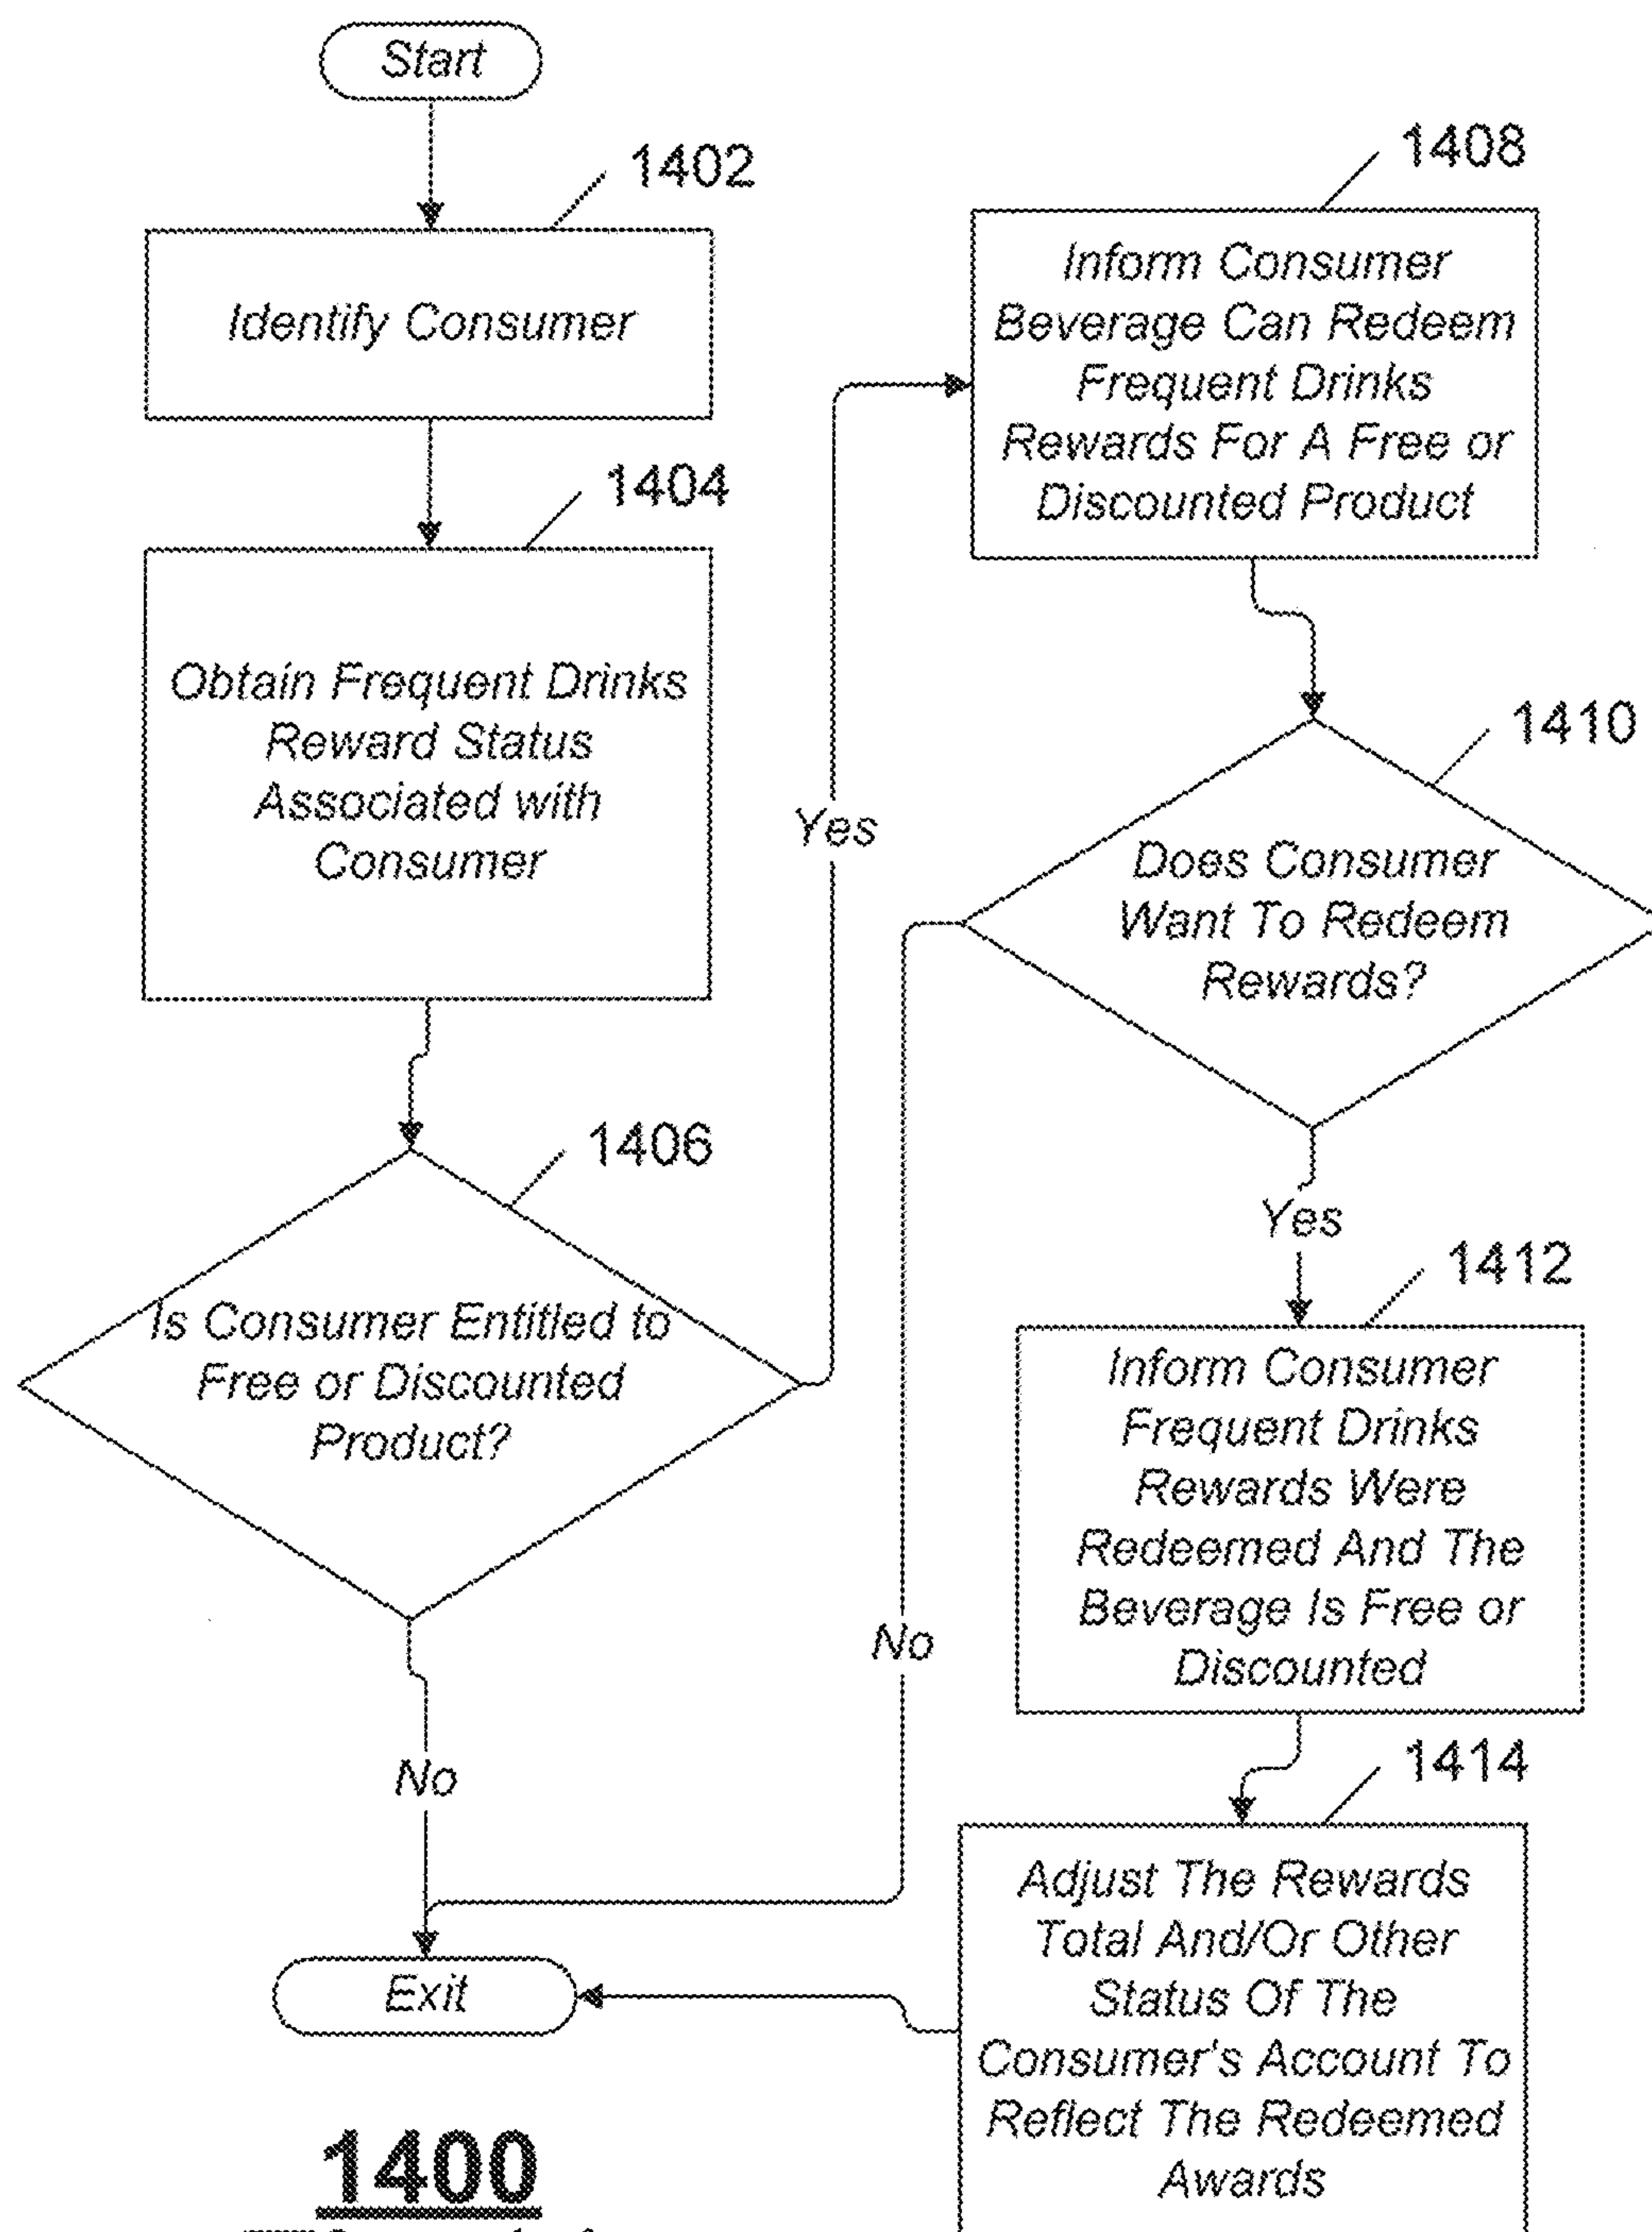 Start
1402
Identify Consumer
1404
Obtain Frequent Drinks
Reward Status
Associated with
Consumer
1406
Is Consumer Entitled to
Free or Discounted
Product?
Yes
No
1408
Inform Consumer
Beverage Can Redeem
Frequent Drinks
Rewards For A Free or
Discounted Product
1410
Does Consumer
Want To Redeem
Rewards?
No
Yes
1412
Inform Consumer
Frequent Drinks
Rewards Were
Redeemed And The
Beverage Is Free or
Discounted
1414
Adjust The Rewards
Total And/Or Other
Status Of The
Consumer's Account To
Reflect The Redeemed
Awards
Exit
1400